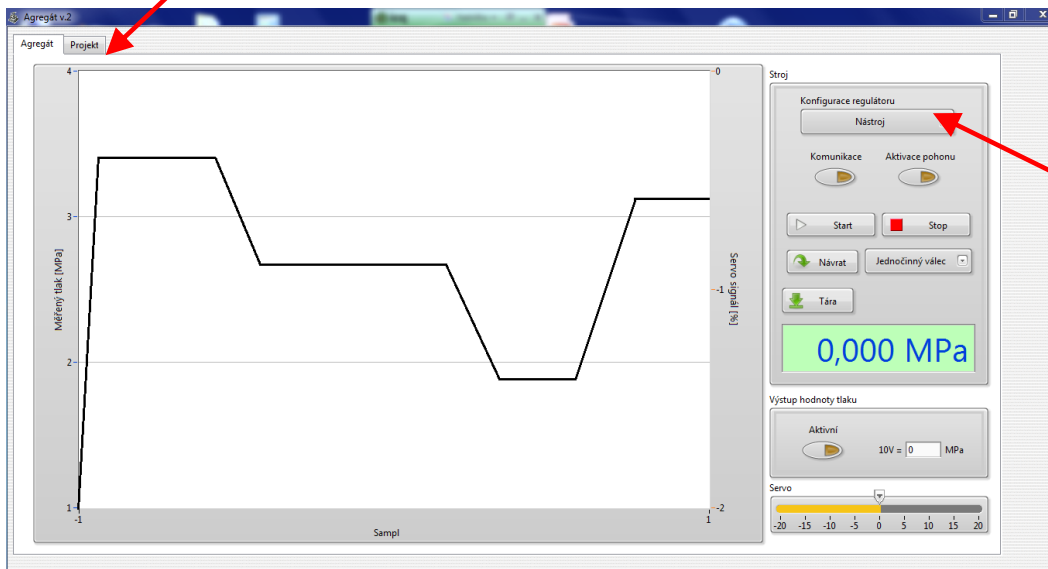 Agregát v.2
Agregát Projekt
4
3
2
1
Měřený tlak [MPa]
-1
1
Sampl
0
-1
-2
Servo signál [%]
Stroj
Konfigurace regulátoru
Nástroj
Komunikace Aktivace pohonu
Start Stop
Návrat Jednočinný válec
Tára
0,000 MPa
Výstup hodnoty tlaku
Aktivní
10V = 0 MPa
Servo
-20 -15 -10 -5 0 5 10 15 20